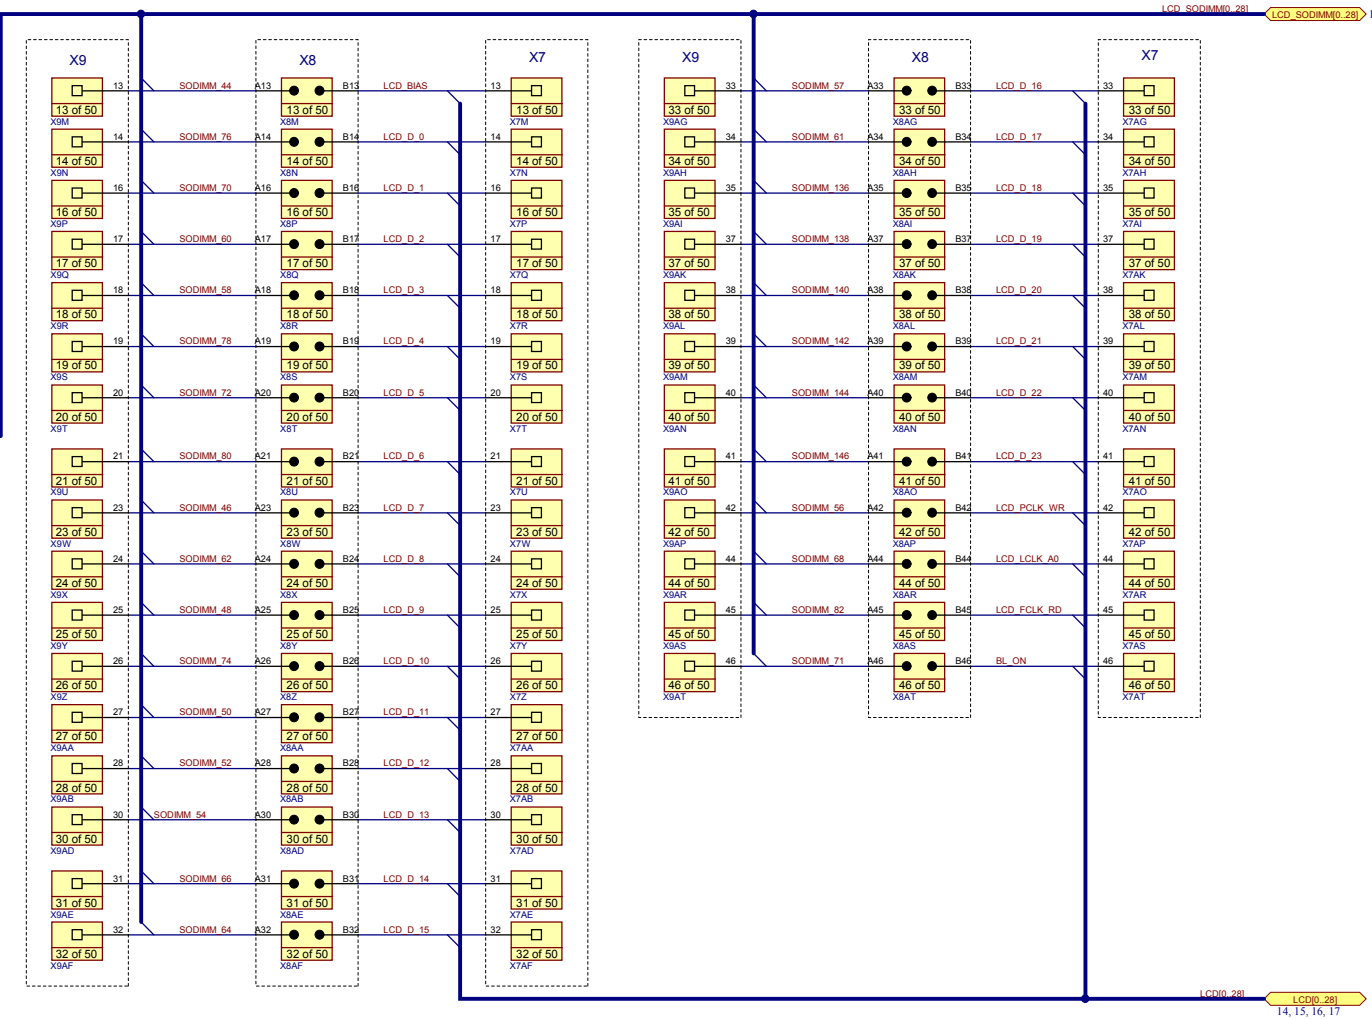 LCD_SODIMM[0..28] LCD_SODIMM[0..28]
X9 X8 X7 X9 X8 X7
13 SODIMM_44 A13 B13 LCD_BIAS 13 33 SODIMM_57 A33 B33 LCD_D_16 33
13 of 50 13 of 50 13 of 50 33 of 50 33 of 50 33 of 50
X9M X8M X7M X9AG X8AG X7AG
14 SODIMM_76 A14 B14 LCD_D_0 14 34 SODIMM_61 A34 B34 LCD_D_17 34
14 of 50 14 of 50 14 of 50 34 of 50 34 of 50 34 of 50
X9N X8N X7N X9AH X8AH X7AH
16 SODIMM_70 A16 B16 LCD_D_1 16 35 SODIMM_136 A35 B35 LCD_D_18 35
16 of 50 16 of 50 16 of 50 35 of 50 35 of 50 35 of 50
X9P X8P X7P X9AI X8AI X7AI
17 SODIMM_60 A17 B17 LCD_D_2 17 37 SODIMM_138 A37 B37 LCD_D_19 37
17 of 50 17 of 50 17 of 50 37 of 50 37 of 50 37 of 50
X9Q X8Q X7Q X9AK X8AK X7AK
18 SODIMM_58 A18 B18 LCD_D_3 18 38 SODIMM_140 A38 B38 LCD_D_20 38
18 of 50 18 of 50 18 of 50 38 of 50 38 of 50 38 of 50
X9R X8R X7R X9AL X8AL X7AL
19 SODIMM_78 A19 B19 LCD_D_4 19 39 SODIMM_142 A39 B39 LCD_D_21 39
19 of 50 19 of 50 19 of 50 39 of 50 39 of 50 39 of 50
X9S X8S X7S X9AM X8AM X7AM
20 SODIMM_72 A20 B20 LCD_D_5 20 40 SODIMM_144 A40 B40 LCD_D_22 40
20 of 50 20 of 50 20 of 50 40 of 50 40 of 50 40 of 50
X9T X8T X7T X9AN X8AN X7AN
21 SODIMM_80 A21 B21 LCD_D_6 21 41 SODIMM_146 A41 B41 LCD_D_23 41
21 of 50 21 of 50 21 of 50 41 of 50 41 of 50 41 of 50
X9U X8U X7U X9AO X8AO X7AO
23 SODIMM_46 A23 B23 LCD_D_7 23 42 SODIMM_56 A42 B42 LCD_PCLK_WR 42
23 of 50 23 of 50 23 of 50 42 of 50 42 of 50 42 of 50
X9W X8W X7W X9AP X8AP X7AP
24 SODIMM_62 A24 B24 LCD_D_8 24 44 SODIMM_68 A44 B44 LCD_LCLK_A0 44
24 of 50 24 of 50 24 of 50 44 of 50 44 of 50 44 of 50
X9X X8X X7X X9AR X8AR X7AR
25 SODIMM_48 A25 B25 LCD_D_9 25 45 SODIMM_82 A45 B45 LCD_FCLK_RD 45
25 of 50 25 of 50 25 of 50 45 of 50 45 of 50 45 of 50
X9Y X8Y X7Y X9AS X8AS X7AS
26 SODIMM_74 A26 B26 LCD_D_10 26 46 SODIMM_71 A46 B46 BL_ON 46
26 of 50 26 of 50 26 of 50 46 of 50 46 of 50 46 of 50
X9Z X8Z X7Z X9AT X8AT X7AT
27 SODIMM_50 A27 B27 LCD_D_11 27
27 of 50 27 of 50 27 of 50
X9AA X8AA X7AA
28 SODIMM_52 A28 B28 LCD_D_12 28
28 of 50 28 of 50 28 of 50
X9AB X8AB X7AB
30 SODIMM_54 A30 B30 LCD_D_13 30
30 of 50 30 of 50 30 of 50
X9AD X8AD X7AD
31 SODIMM_66 A31 B31 LCD_D_14 31
31 of 50 31 of 50 31 of 50
X9AE X8AE X7AE
32 SODIMM_64 A32 B32 LCD_D_15 32
32 of 50 32 of 50 32 of 50
X9AF X8AF X7AF
LCD[0..28] LCD[0..28]
14, 15, 16, 17